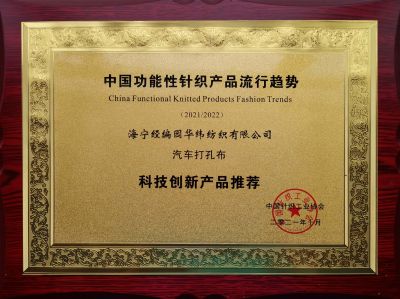 中国功能性针织产品流行趋势
China Functional Knitted Products Fashion Trends
(2021/2022)
海宁经编园华纬纺织有限公司
汽车打孔布
科技创新产品推荐
中国针织工业协会
二〇二一年十月